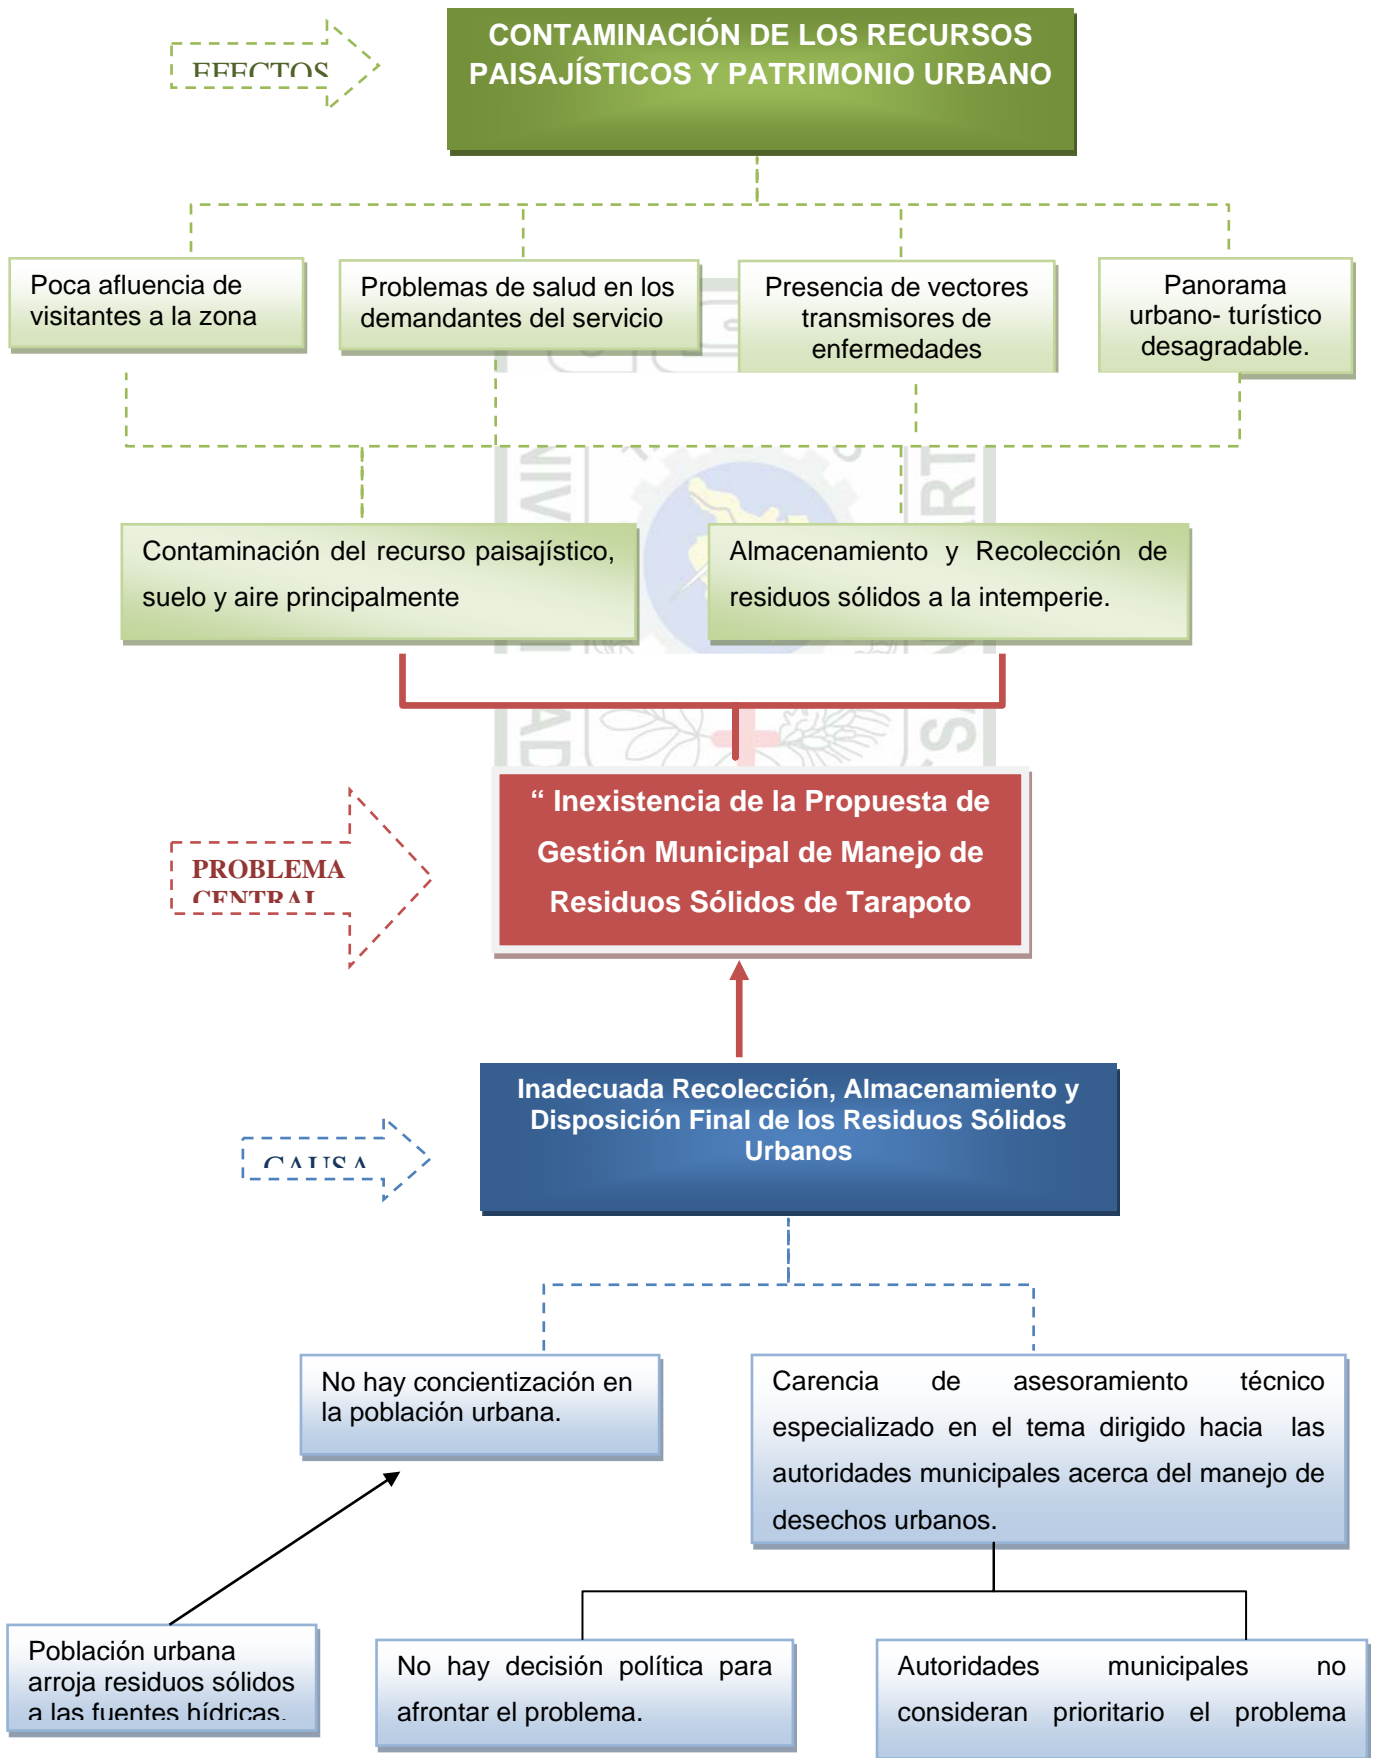 EFECTOS
CONTAMINACIÓN DE LOS RECURSOS
PAISAJÍSTICOS Y PATRIMONIO URBANO
Poca afluencia de
visitantes a la zona
Problemas de salud en los
demandantes del servicio
Presencia de vectores
transmisores de
enfermedades
Panorama
urbano- turístico
desagradable.
Contaminación del recurso paisajístico,
suelo y aire principalmente
Almacenamiento y Recolección de
residuos sólidos a la intemperie.
PROBLEMA
CENTRAL
“ Inexistencia de la Propuesta de
Gestión Municipal de Manejo de
Residuos Sólidos de Tarapoto
CAUSA
Inadecuada Recolección, Almacenamiento y
Disposición Final de los Residuos Sólidos
Urbanos
No hay concientización en
la población urbana.
Carencia de asesoramiento técnico
especializado en el tema dirigido hacia las
autoridades municipales acerca del manejo de
desechos urbanos.
Población urbana
arroja residuos sólidos
a las fuentes hídricas.
No hay decisión política para
afrontar el problema.
Autoridades municipales no
consideran prioritario el problema